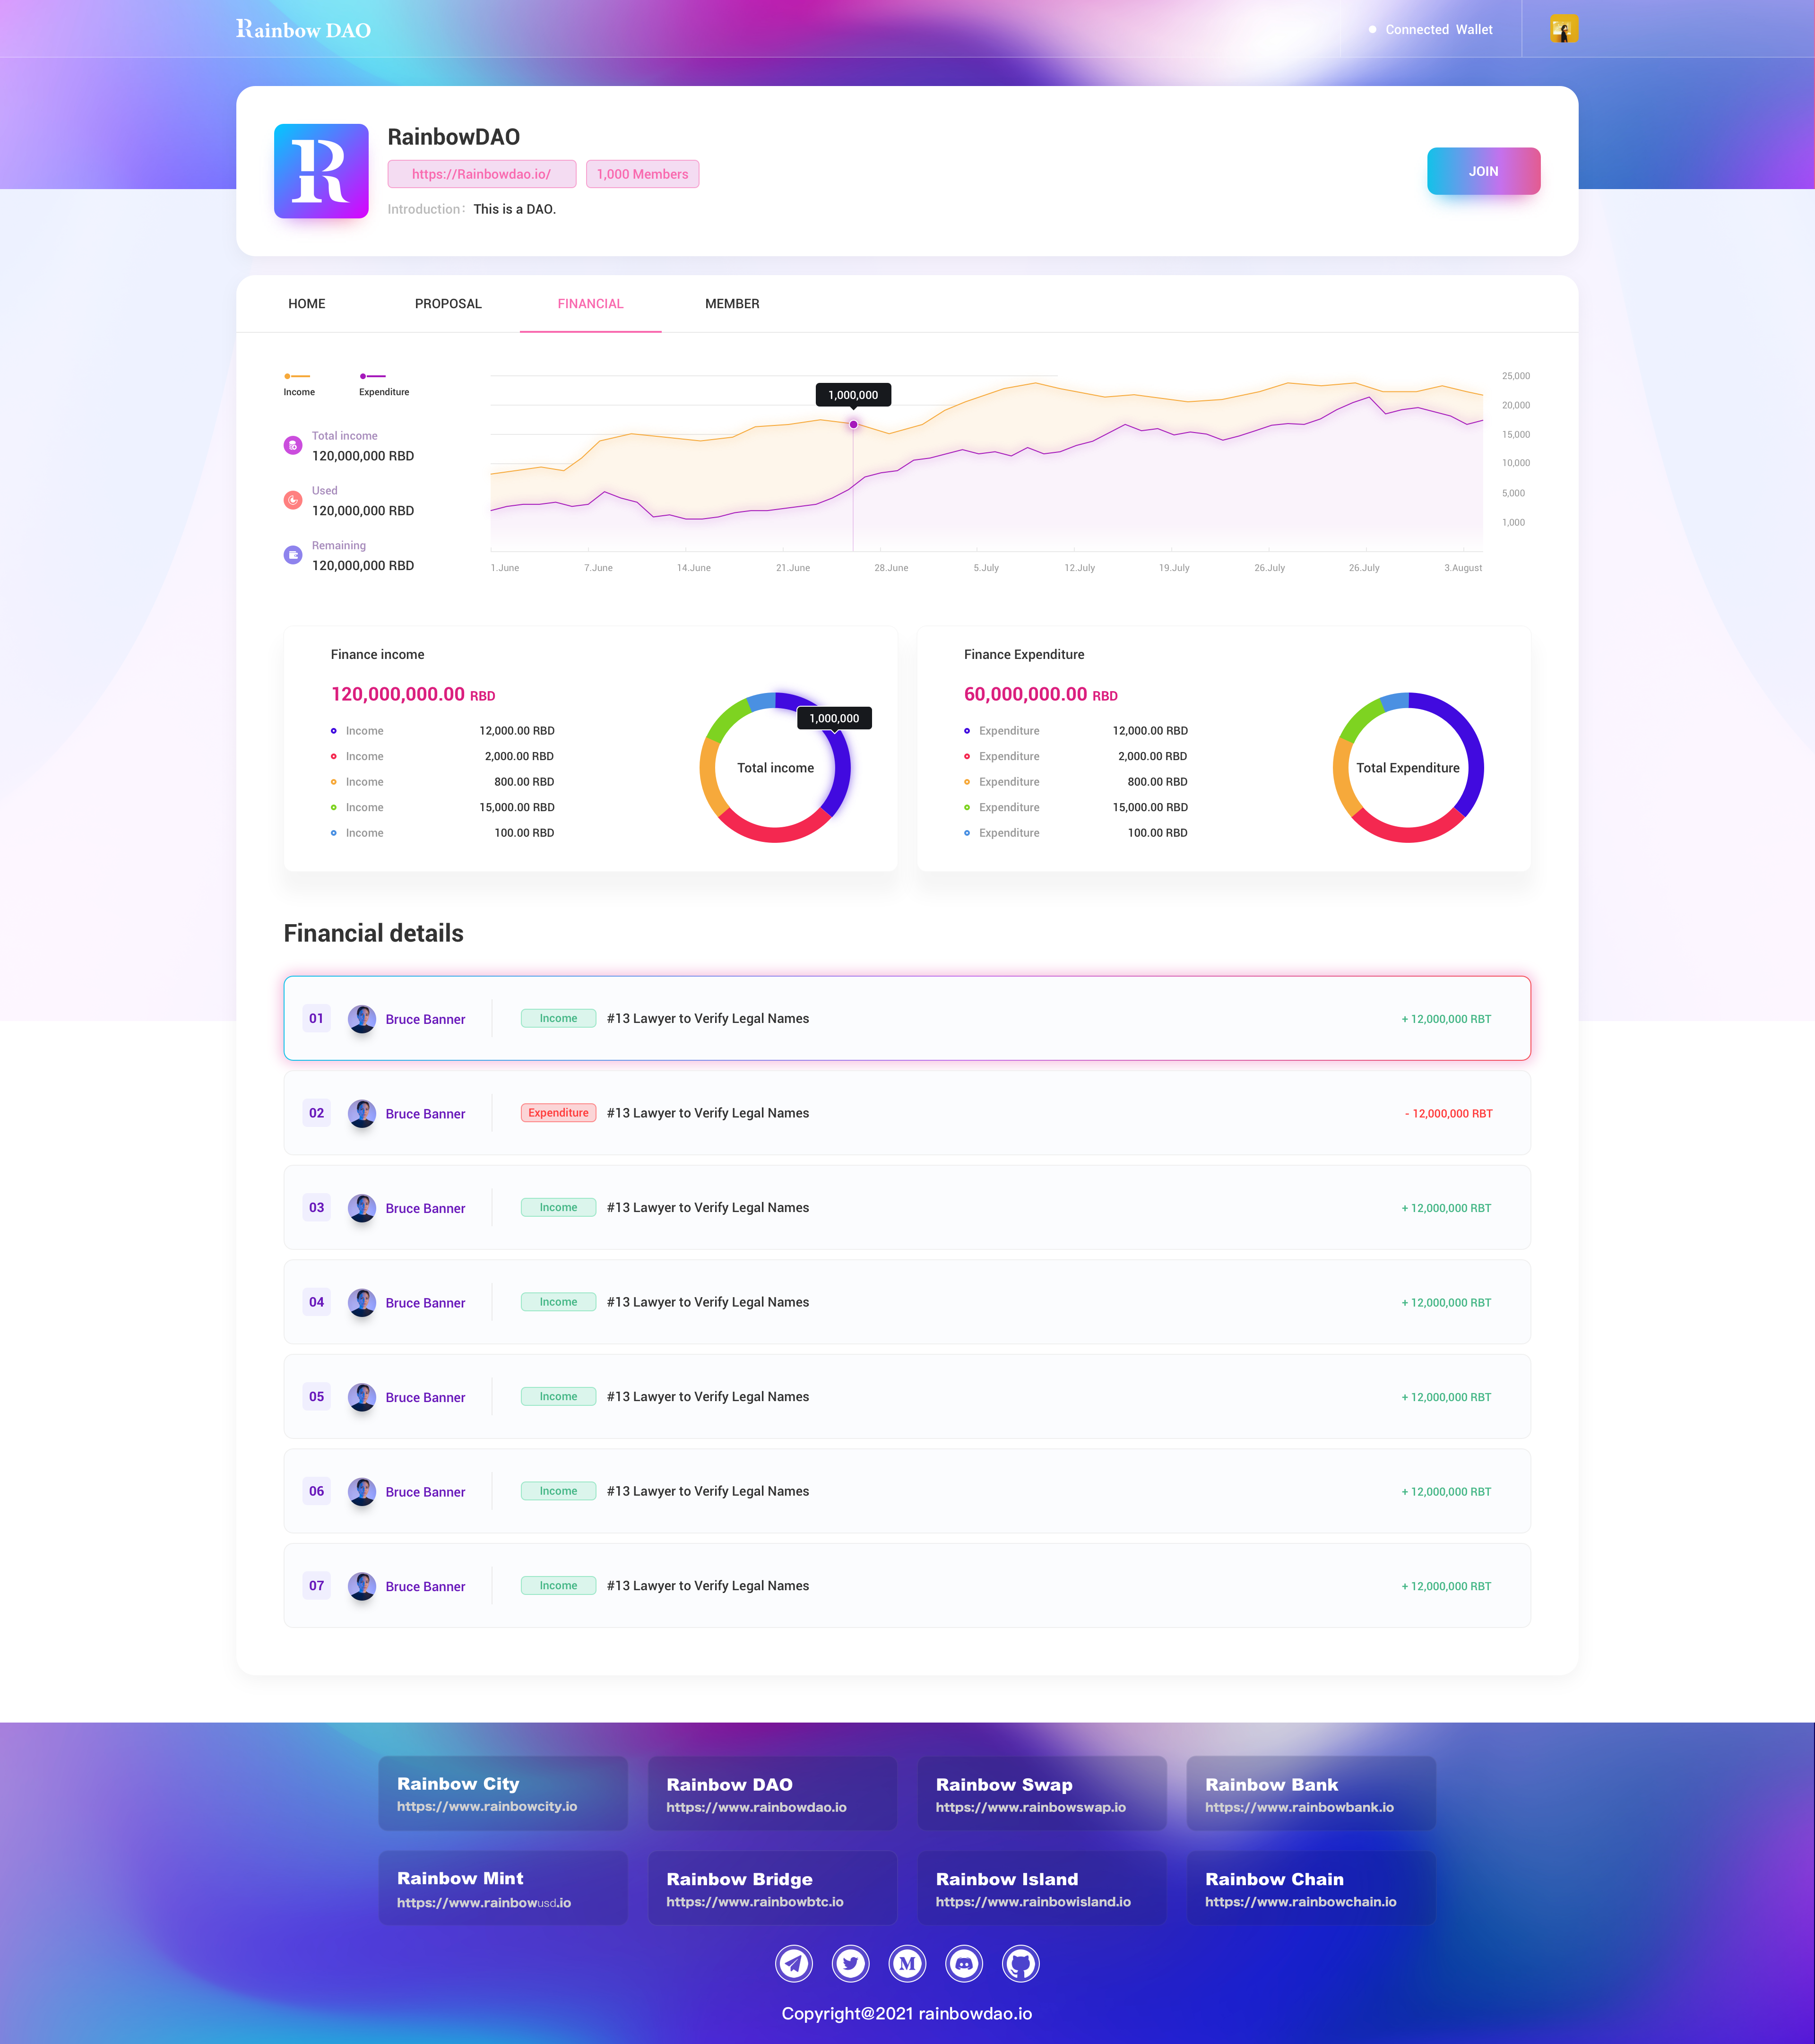 Rainbow DAO
Connected Wallet
R
RainbowDAO
https://Rainbowdao.io/
1,000 Members
Introduction: This is a DAO.
JOIN
HOME
PROPOSAL
FINANCIAL
MEMBER
Income
Expenditure
Total income
120,000,000 RBD
Used
120,000,000 RBD
Remaining
120,000,000 RBD
1,000,000
25,000
20,000
15,000
10,000
5,000
1,000
1.June
7.June
14.June
21.June
28.June
5.July
12.July
19.July
26.July
26.July
3.August
Finance income
120,000,000.00 RBD
Income 12,000.00 RBD
Income 2,000.00 RBD
Income 800.00 RBD
Income 15,000.00 RBD
Income 100.00 RBD
1,000,000
Total income
Finance Expenditure
60,000,000.00 RBD
Expenditure 12,000.00 RBD
Expenditure 2,000.00 RBD
Expenditure 800.00 RBD
Expenditure 15,000.00 RBD
Expenditure 100.00 RBD
Total Expenditure
Financial details
01 Bruce Banner Income #13 Lawyer to Verify Legal Names + 12,000,000 RBT
02 Bruce Banner Expenditure #13 Lawyer to Verify Legal Names - 12,000,000 RBT
03 Bruce Banner Income #13 Lawyer to Verify Legal Names + 12,000,000 RBT
04 Bruce Banner Income #13 Lawyer to Verify Legal Names + 12,000,000 RBT
05 Bruce Banner Income #13 Lawyer to Verify Legal Names + 12,000,000 RBT
06 Bruce Banner Income #13 Lawyer to Verify Legal Names + 12,000,000 RBT
07 Bruce Banner Income #13 Lawyer to Verify Legal Names + 12,000,000 RBT
Rainbow City
https://www.rainbowcity.io
Rainbow DAO
https://www.rainbowdao.io
Rainbow Swap
https://www.rainbowswap.io
Rainbow Bank
https://www.rainbowbank.io
Rainbow Mint
https://www.rainbowusd.io
Rainbow Bridge
https://www.rainbowbtc.io
Rainbow Island
https://www.rainbowisland.io
Rainbow Chain
https://www.rainbowchain.io
M
Copyright@2021 rainbowdao.io